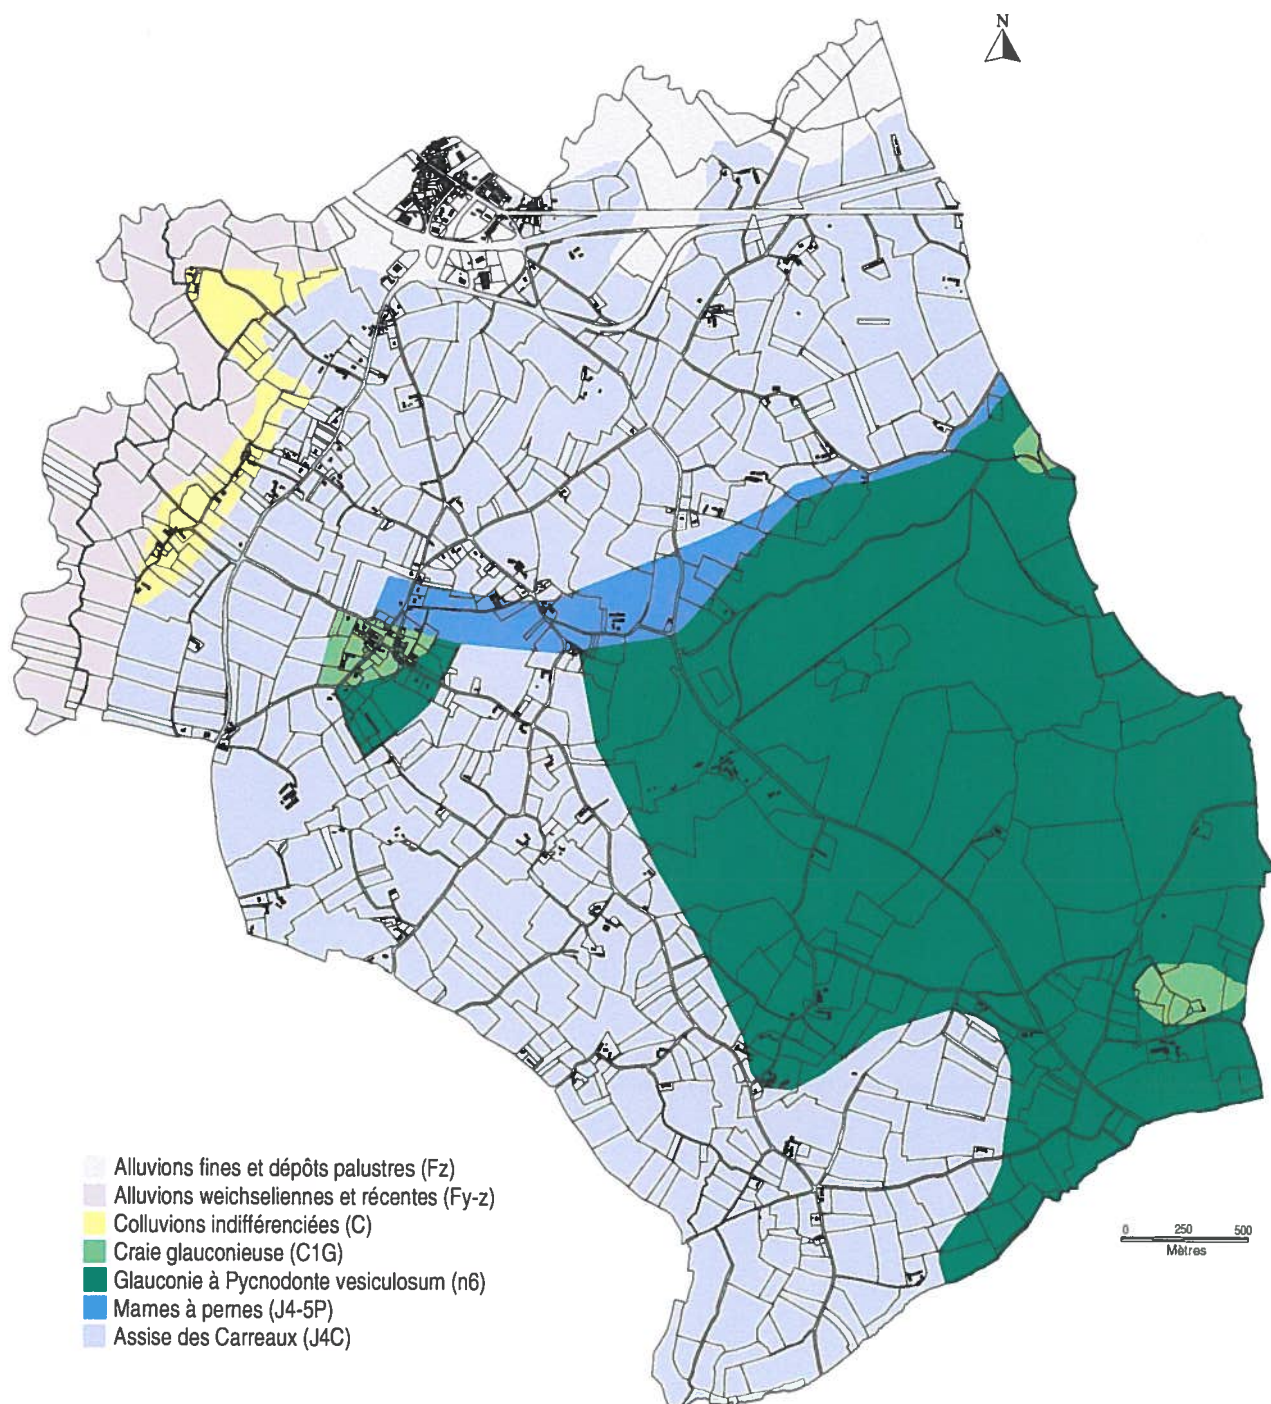 N
Alluvions fines et dépôts palustres (Fz)
Alluvions weichseliennes et récentes (Fy-z)
Colluvions indifférenciées (C)
Craie glauconieuse (C1G)
Glauconie à Pycnodonte vesiculosum (n6)
Mames à pernes (J4-5P)
Assise des Carreaux (J4C)
0 250 500
Mètres